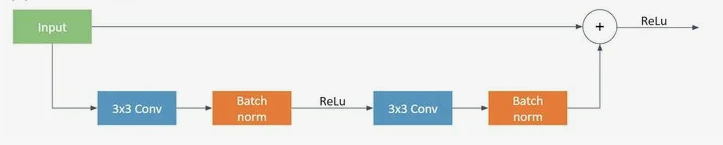 Input
+
ReLu
3x3 Conv
Batch
norm
ReLu
3x3 Conv
Batch
norm